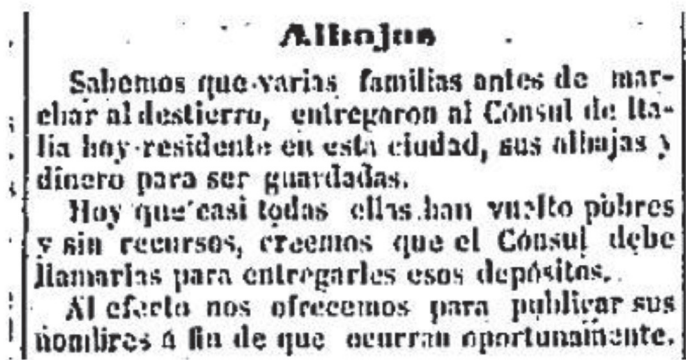 Alhajas
Sabemos que varias familias antes de mar-
char al destierro, entregaron al Cónsul de Ita-
lia hoy residente en esta ciudad, sus alhajas y
dinero para ser guardadas.
Hoy que casi todas ellas han vuelto pobres
y sin recursos, creemos que el Cónsul debe
llamarlas para entregarles esos depósitos.
Al efecto nos ofrecemos para publicar sus
nombres á fin de que ocurran oportunamente.